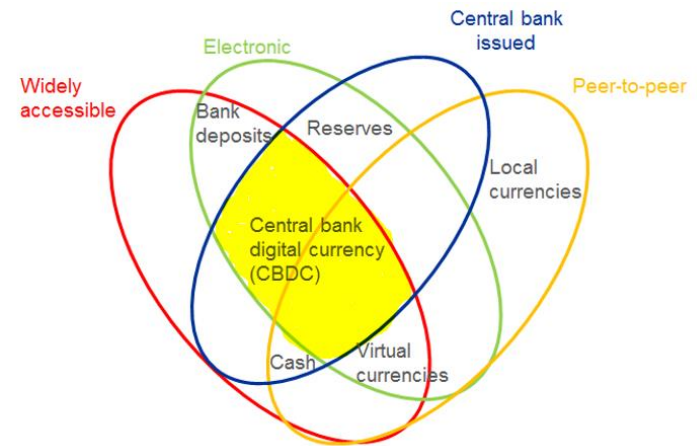 Central bank
issued
Electronic
Widely
accessible
Peer-to-peer
Bank
deposits
Reserves
Local
currencies
Central bank
digital currency
(CBDC)
Cash
Virtual
currencies